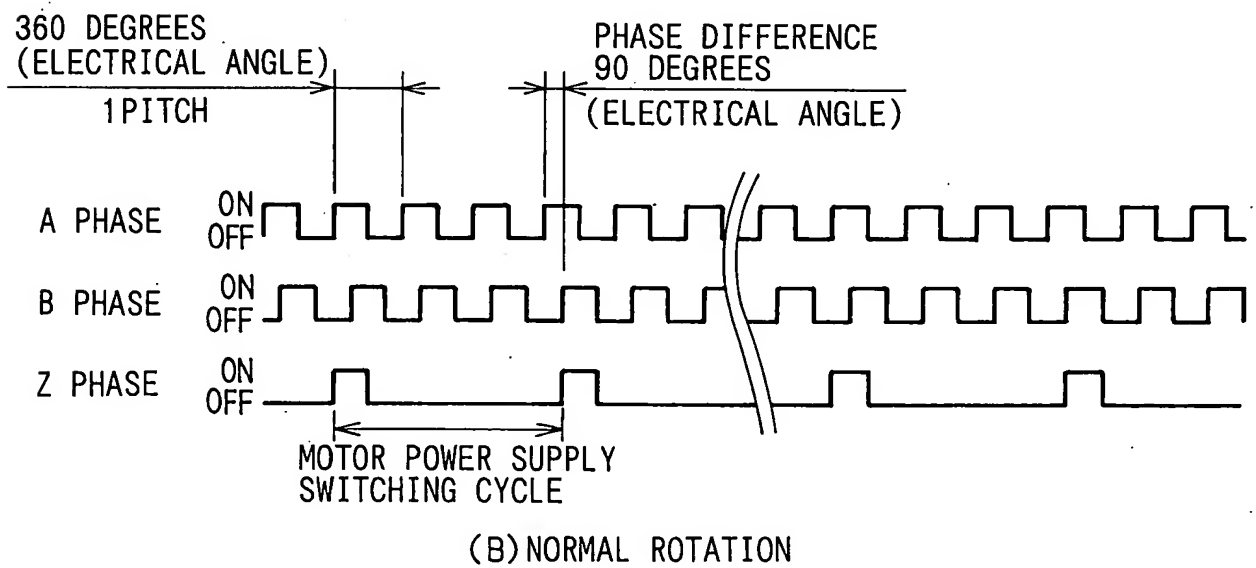 360 DEGREES
(ELECTRICAL ANGLE)
1PITCH
PHASE DIFFERENCE
90 DEGREES
(ELECTRICAL ANGLE)
A PHASE
ON
OFF
B PHASE
ON
OFF
Z PHASE
ON
OFF
MOTOR POWER SUPPLY
SWITCHING CYCLE
(B)NORMAL ROTATION